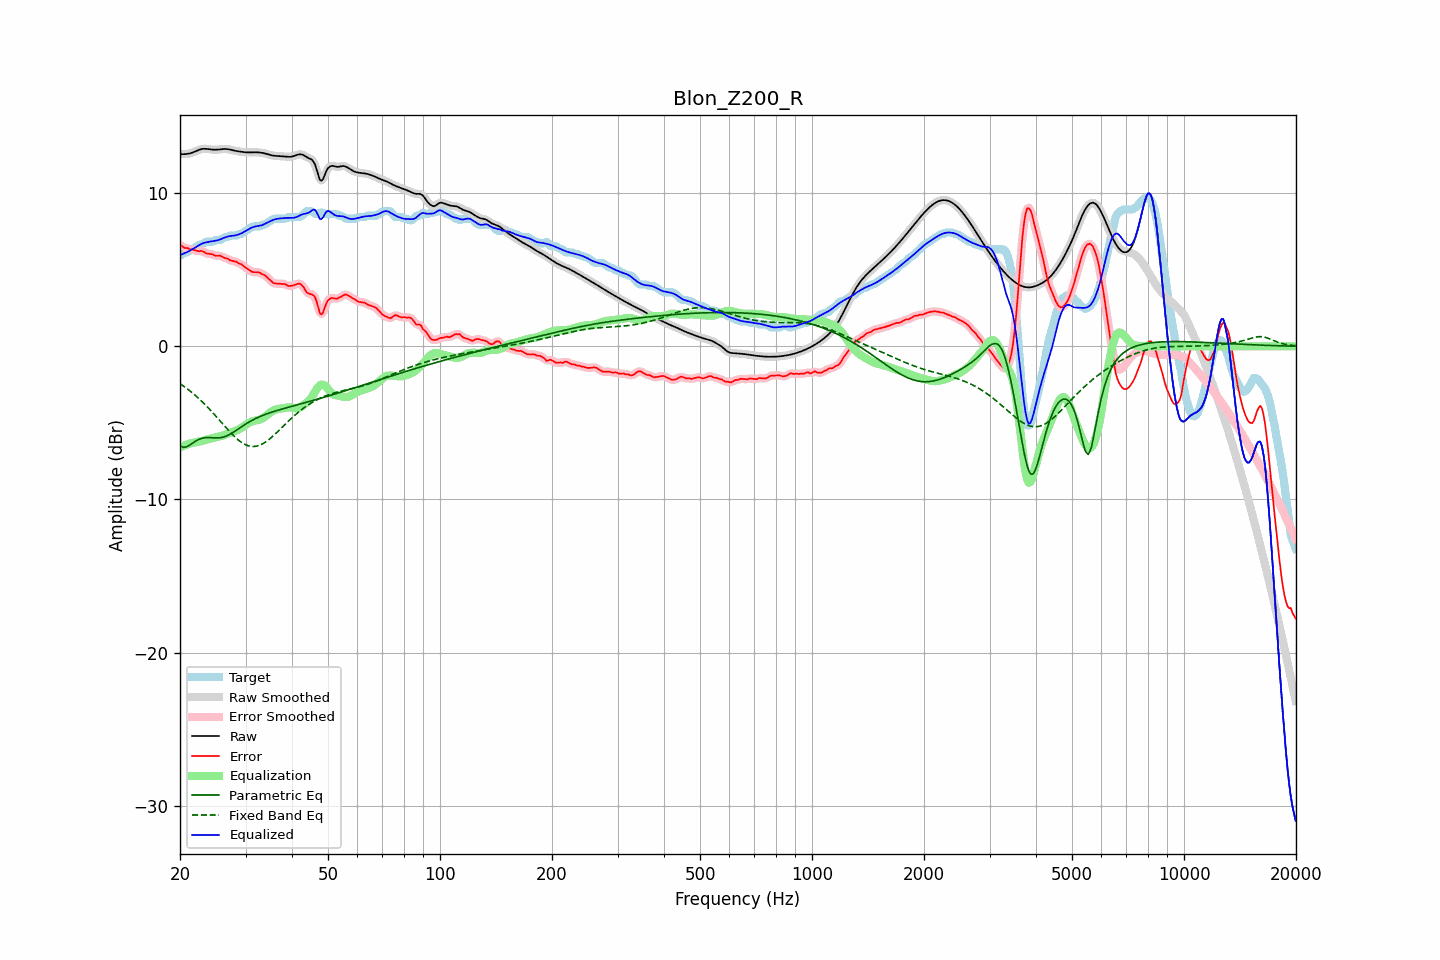 Blon_Z200_R
Amplitude (dBr)
10
0
−10
−20
−30
Target
Raw Smoothed
Error Smoothed
Raw
Error
Equalization
Parametric Eq
Fixed Band Eq
Equalized
20 50 100 200 500 1000 2000 5000 10000 20000
Frequency (Hz)